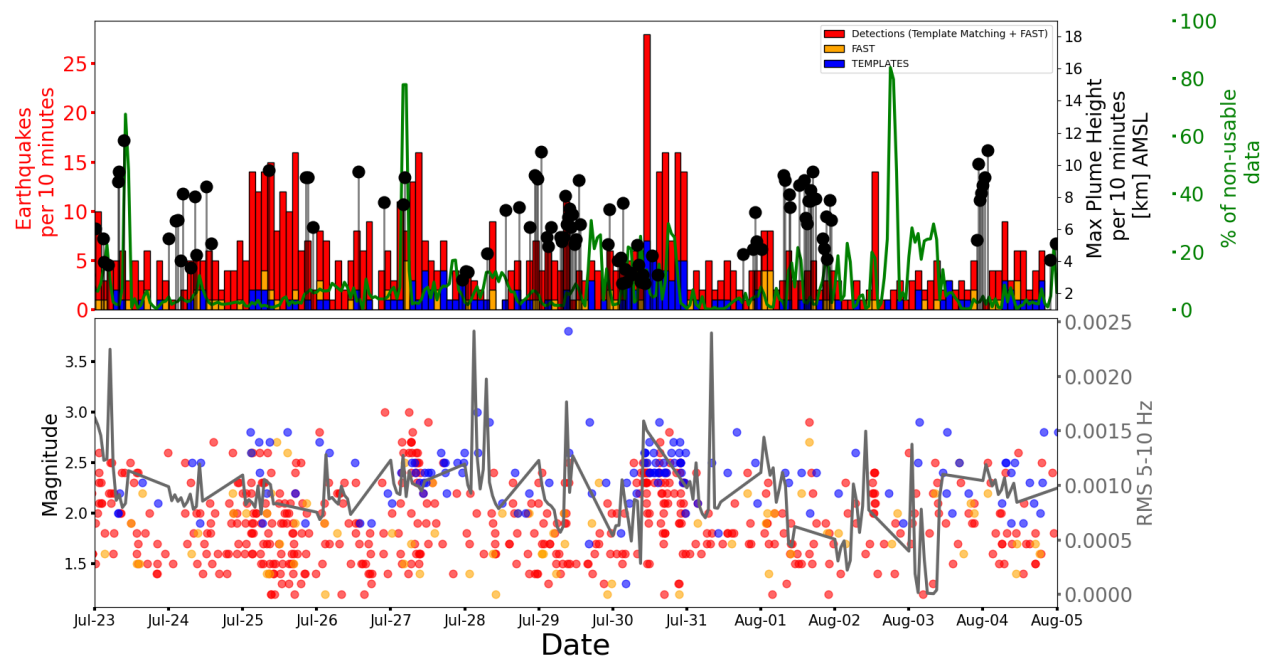 Earthquakes
per 10 minutes
0
5
10
15
20
25
Detections (Template Matching + FAST)
FAST
TEMPLATES
18
16
14
12
10
8
6
4
2
Max Plume Height
per 10 minutes
[km] AMSL
100
80
60
40
20
0
% of non-usable
data
Magnitude
3.5
3.0
2.5
2.0
1.5
0.0025
0.0020
0.0015
0.0010
0.0005
0.0000
RMS 5-10 Hz
Jul-23 Jul-24 Jul-25 Jul-26 Jul-27 Jul-28 Jul-29 Jul-30 Jul-31 Aug-01 Aug-02 Aug-03 Aug-04 Aug-05
Date